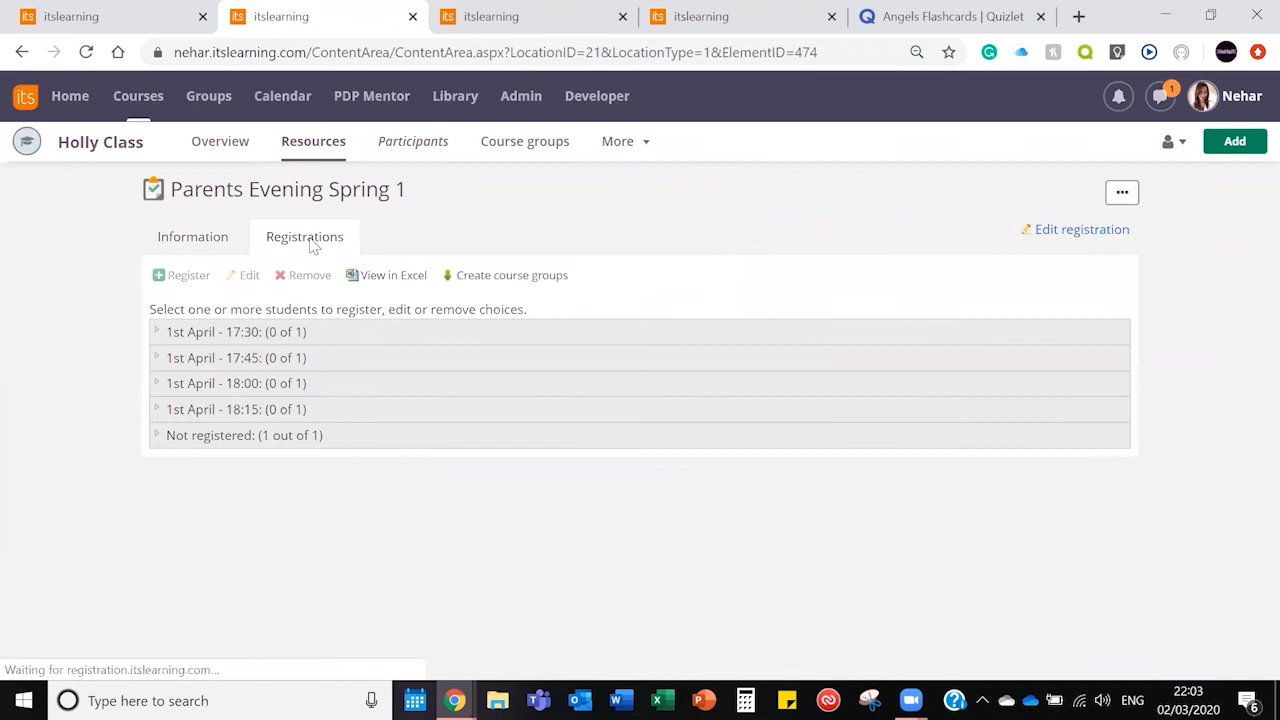 itslearning
itslearning
itslearning
itslearning
Angels Flashcards | Quizlet
nehar.itslearning.com/ContentArea/ContentArea.aspx?LocationID=21&LocationType=1&ElementID=474
its Home Courses Groups Calendar PDP Mentor Library Admin Developer 1 Nehar
Holly Class Overview Resources Participants Course groups More Add
Parents Evening Spring 1
Information Registrations Edit registration
Register Edit Remove View in Excel Create course groups
Select one or more students to register, edit or remove choices.
1st April - 17:30: (0 of 1)
1st April - 17:45: (0 of 1)
1st April - 18:00: (0 of 1)
1st April - 18:15: (0 of 1)
Not registered: (1 out of 1)
Waiting for registration.itslearning.com...
Type here to search
ENG
22:03
02/03/2020
6